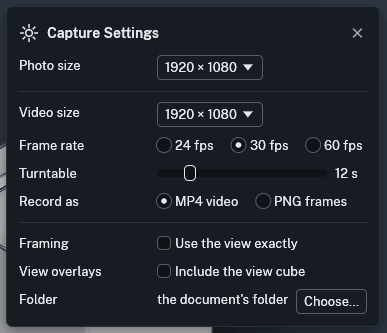 Capture Settings
Photo size 1920 × 1080
Video size 1920 × 1080
Frame rate 24 fps 30 fps 60 fps
Turntable 12 s
Record as MP4 video PNG frames
Framing Use the view exactly
View overlays Include the view cube
Folder the document's folder Choose...